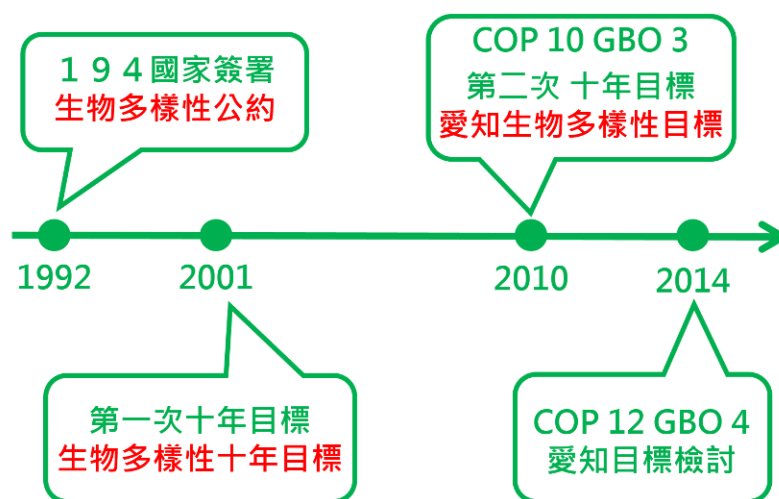 １９４國家簽署
生物多樣性公約
COP 10 GBO 3
第二次 十年目標
愛知生物多樣性目標
1992
2001
2010
2014
第一次十年目標
生物多樣性十年目標
COP 12 GBO 4
愛知目標檢討